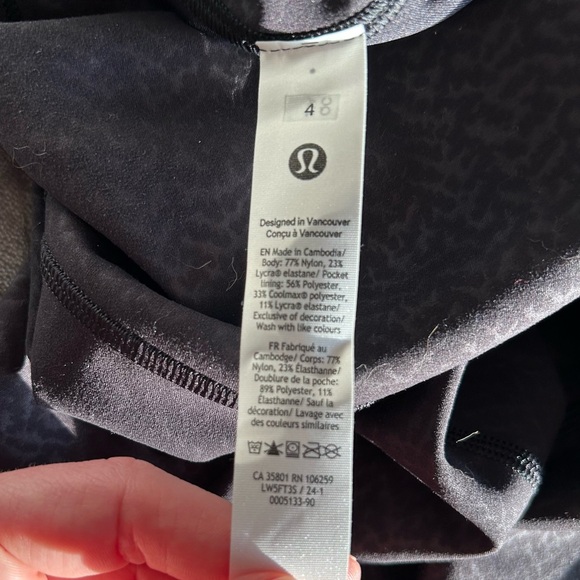 4
Designed in Vancouver
Conçu à Vancouver
EN Made in Cambodia/
Body: 77% Nylon, 23%
Lycra® elastane/ Pocket
lining: 56% Polyester,
33% Coolmax® polyester,
11% Lycra® elastane/
Exclusive of decoration/
Wash with like colours
FR Fabriqué au
Cambodge/ Corps: 77%
Nylon, 23% Élasthanne/
Doublure de la poche:
89% Polyester, 11%
Élasthanne/ Sauf la
décoration/ Lavage avec
des couleurs similaires
CA 35801 RN 106259
LW5FT3S / 24-1
0005133-90